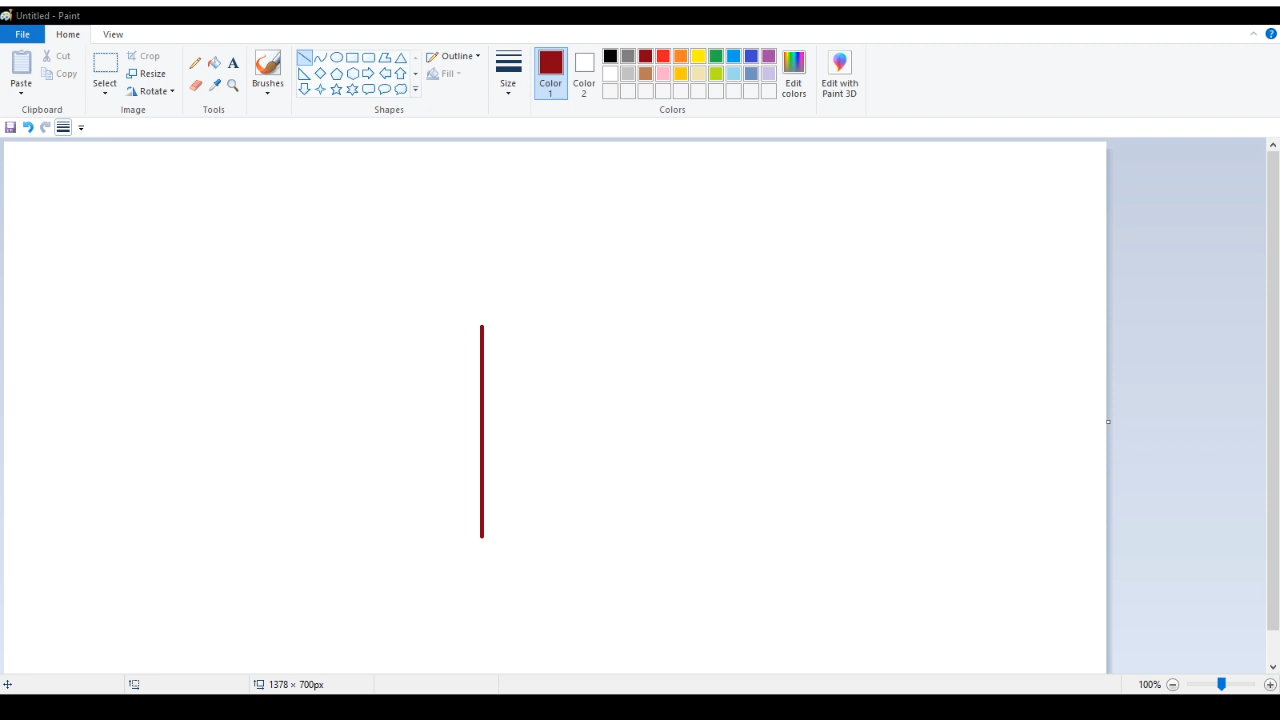 Untitled - Paint
File Home View
Paste
Cut
Copy
Clipboard
Select
Crop
Resize
Rotate
Image
Tools
Brushes
Shapes
Outline
Fill
Size
Color
1
Color
2
Edit
colors
Colors
Edit with
Paint 3D
1378 × 700px
100%